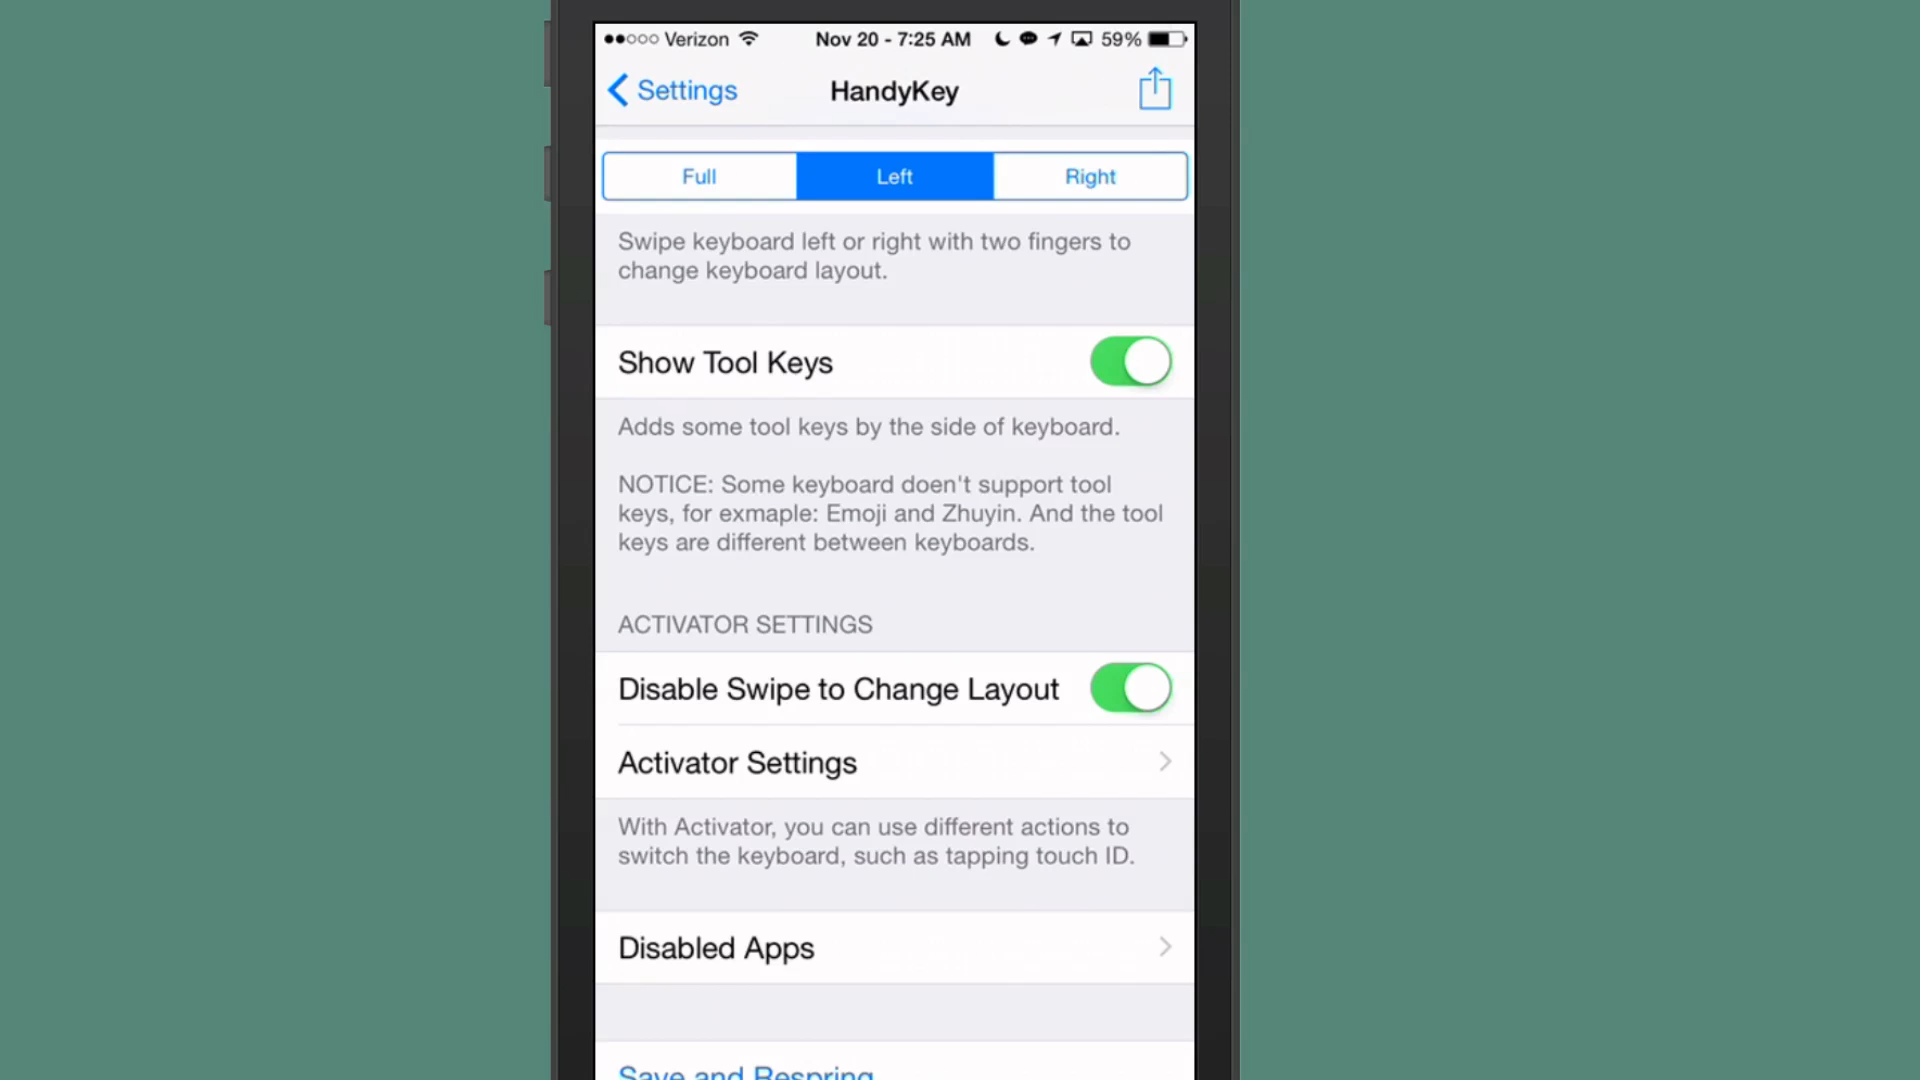 Verizon Nov 20 - 7:25 AM 59%
Settings HandyKey
Full Left Right
Swipe keyboard left or right with two fingers to
change keyboard layout.
Show Tool Keys
Adds some tool keys by the side of keyboard.
NOTICE: Some keyboard doen't support tool
keys, for exmaple: Emoji and Zhuyin. And the tool
keys are different between keyboards.
ACTIVATOR SETTINGS
Disable Swipe to Change Layout
Activator Settings
With Activator, you can use different actions to
switch the keyboard, such as tapping touch ID.
Disabled Apps
Save and Respring